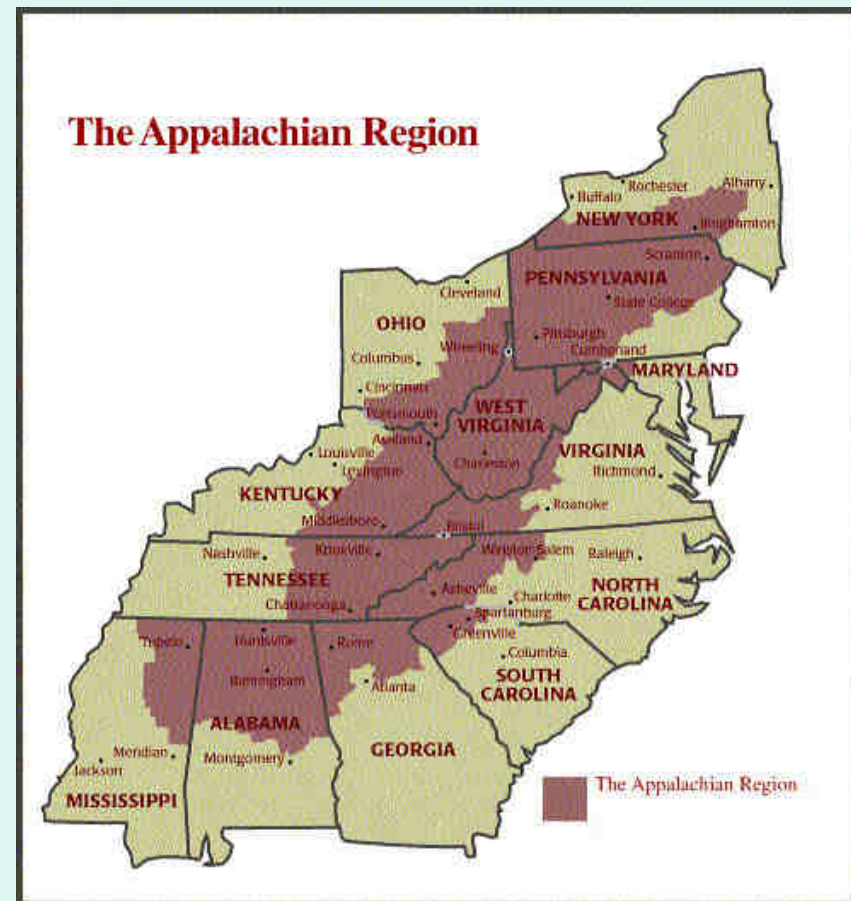 The Appalachian Region
Rochester
Albany
Buffalo
NEW YORK
Binghamton
Scranton
PENNSYLVANIA
Cleveland
State College
OHIO
Pittsburgh
Wheeling
Cumberland
Columbus
MARYLAND
Cincinnati
WEST
VIRGINIA
Portsmouth
Ashland
VIRGINIA
Louisville
Charleston
Lexington
Richmond
KENTUCKY
Roanoke
Middlesboro
Bristol
Nashville
Knoxville
Winston-Salem
Raleigh
TENNESSEE
Asheville
NORTH
CAROLINA
Charlotte
Chattanooga
Spartanburg
Greenville
Tupelo
Huntsville
Rome
Columbia
Birmingham
Atlanta
SOUTH
CAROLINA
ALABAMA
GEORGIA
Meridian
Montgomery
Jackson
MISSISSIPPI
The Appalachian Region